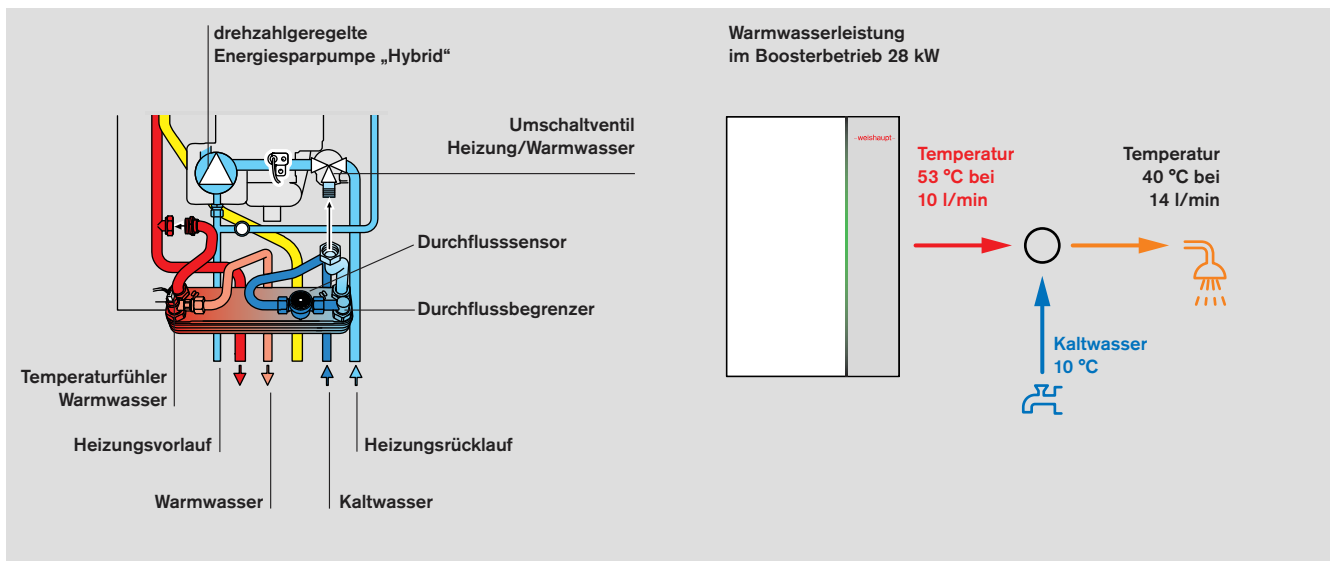 drehzahlgeregelte
Energiesparpumpe „Hybrid“
Umschaltventil
Heizung/Warmwasser
Durchflusssensor
Durchflussbegrenzer
Temperaturfühler
Warmwasser
Heizungsvorlauf
Heizungsrücklauf
Warmwasser
Kaltwasser
Warmwasserleistung
im Boosterbetrieb 28 kW
-weishaupt-
Temperatur
53 °C bei
10 l/min
Temperatur
40 °C bei
14 l/min
Kaltwasser
10 °C